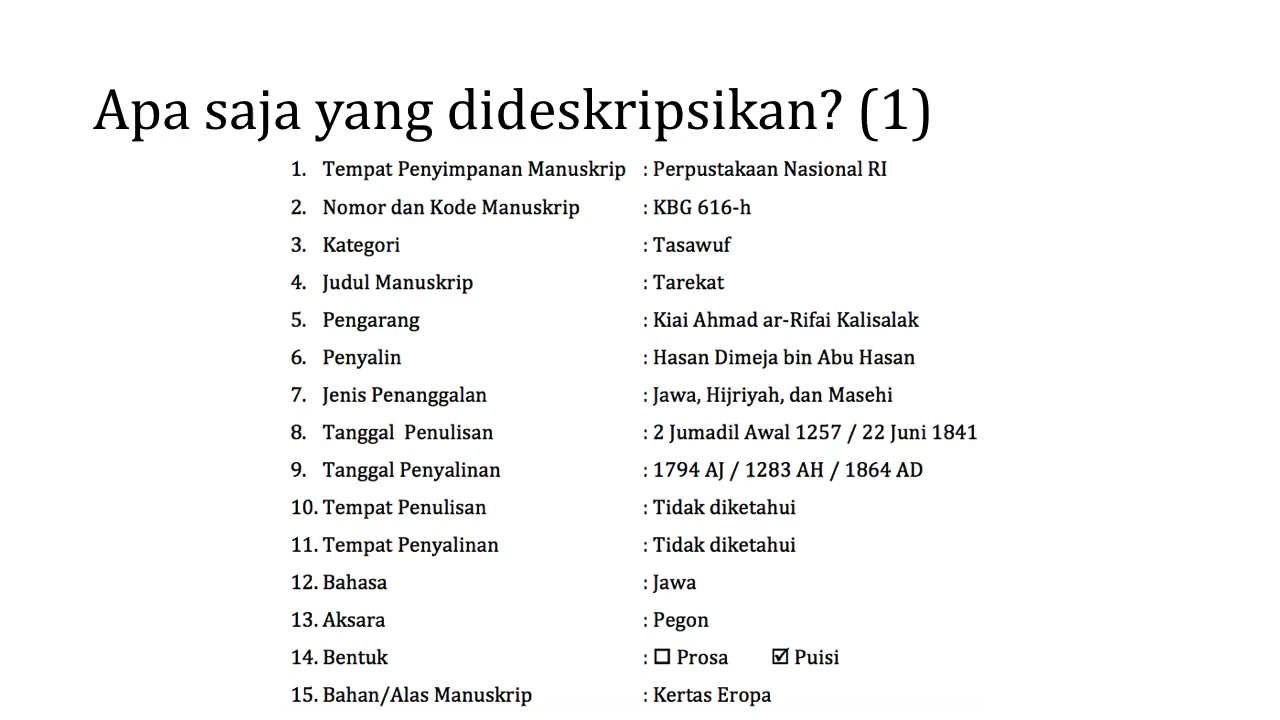 Apa saja yang dideskripsikan? (1)
1. Tempat Penyimpanan Manuskrip : Perpustakaan Nasional RI
2. Nomor dan Kode Manuskrip : KBG 616-h
3. Kategori : Tasawuf
4. Judul Manuskrip : Tarekat
5. Pengarang : Kiai Ahmad ar-Rifai Kalisalak
6. Penyalin : Hasan Dimeja bin Abu Hasan
7. Jenis Penanggalan : Jawa, Hijriyah, dan Masehi
8. Tanggal Penulisan : 2 Jumadil Awal 1257 / 22 Juni 1841
9. Tanggal Penyalinan : 1794 AJ / 1283 AH / 1864 AD
10. Tempat Penulisan : Tidak diketahui
11. Tempat Penyalinan : Tidak diketahui
12. Bahasa : Jawa
13. Aksara : Pegon
14. Bentuk : ☐ Prosa ☑ Puisi
15. Bahan/Alas Manuskrip : Kertas Eropa